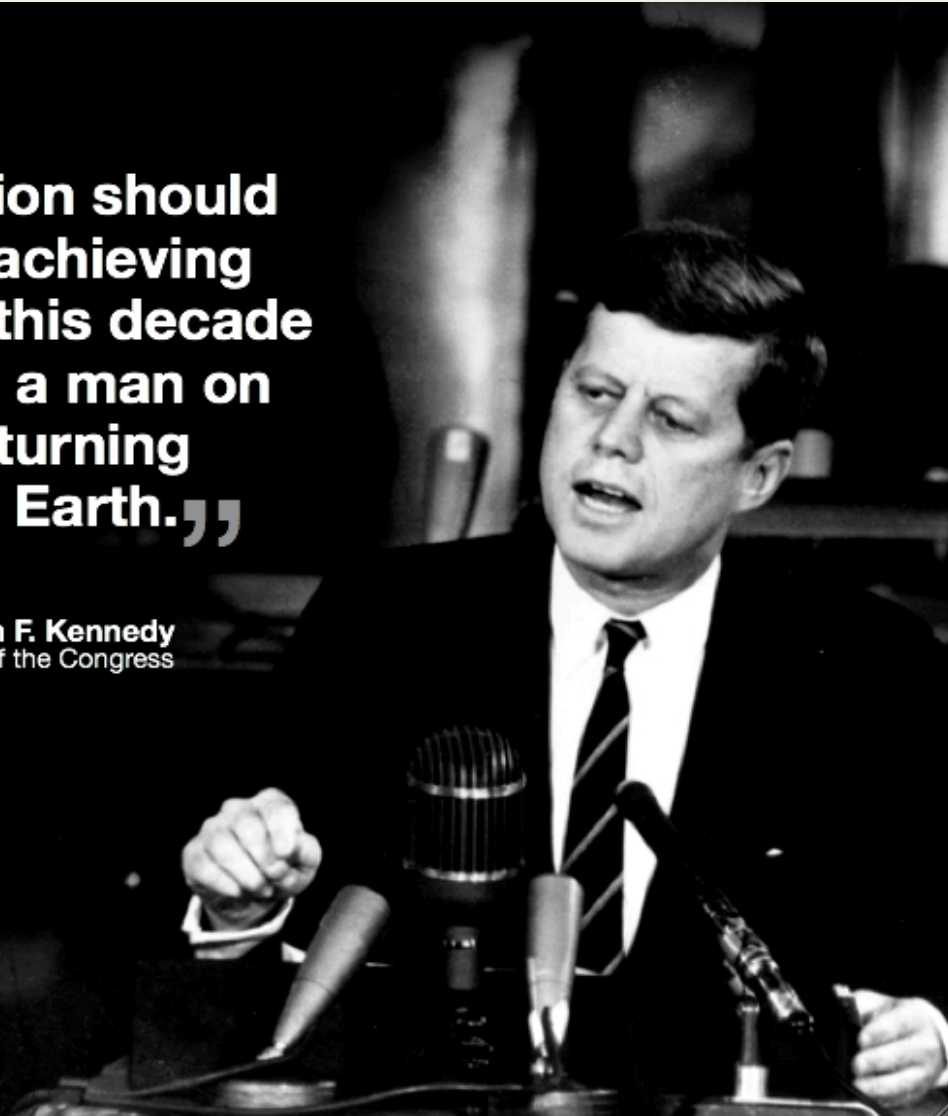 ion should
achieving
this decade
a man on
turning
Earth.”
n F. Kennedy
f the Congress